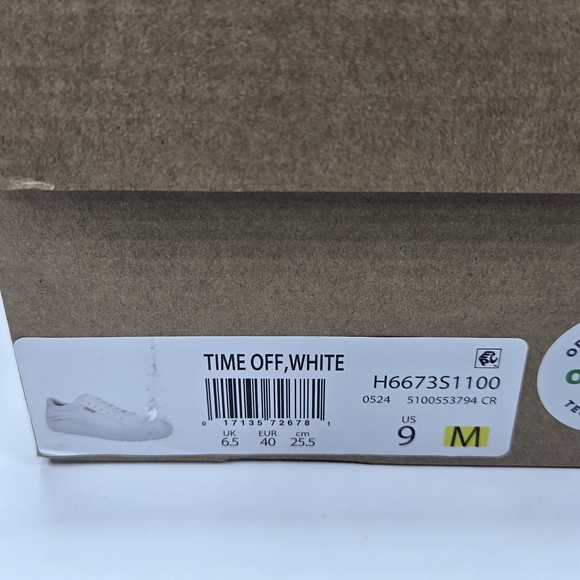 TIME OFF,WHITE
H6673S1100
0524 5100553794 CR
0 17135 72678 1
UK EUR cm
6.5 40 25.5
US
9 M